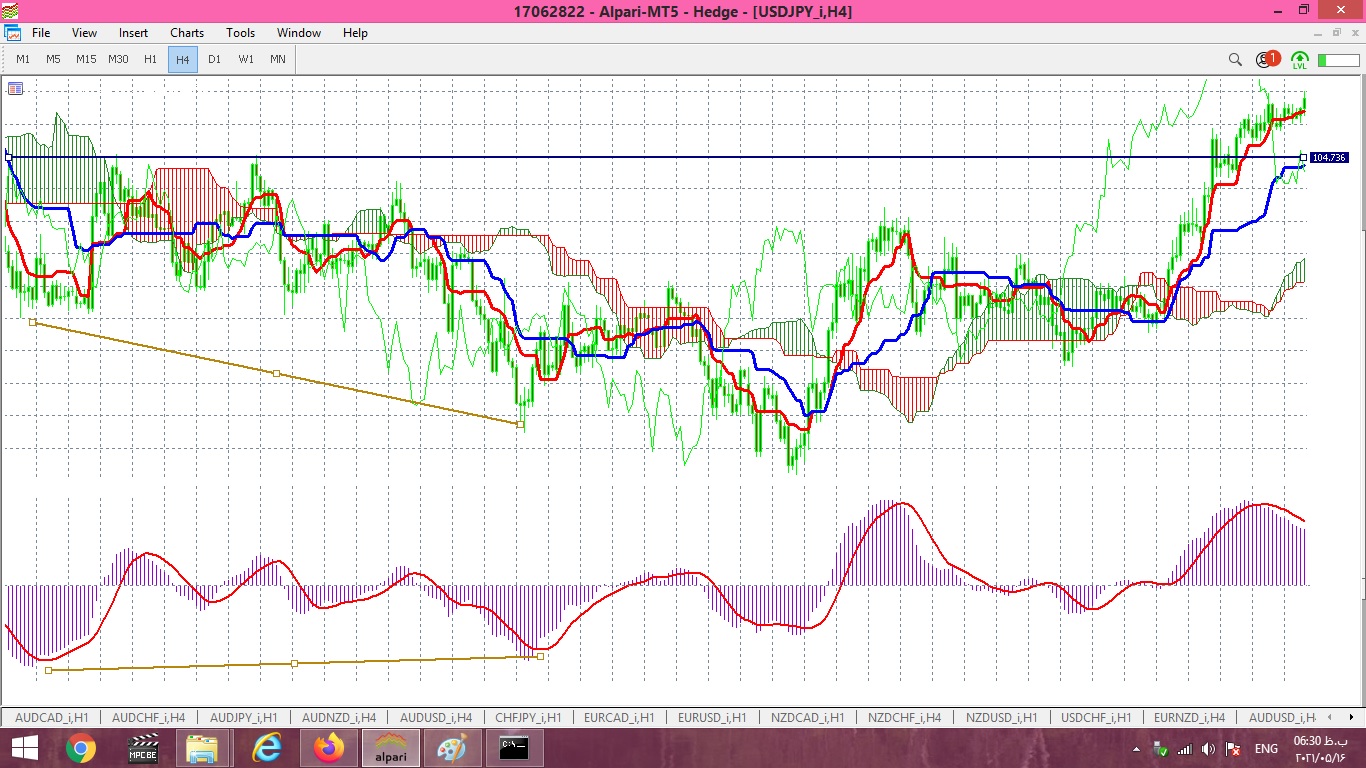 17062822 - Alpari-MT5 - Hedge - [USDJPY_i,H4]
File View Insert Charts Tools Window Help
M1 M5 M15 M30 H1 H4 D1 W1 MN
1
LVL
104.736
AUDCAD_i,H1 AUDCHF_i,H4 AUDJPY_i,H1 AUDNZD_i,H4 AUDUSD_i,H4 CHFJPY_i,H1 EURCAD_i,H1 EURUSD_i,H1 NZDCAD_i,H1 NZDCHF_i,H4 NZDUSD_i,H1 USDCHF_i,H1 EURNZD_i,H4 AUDUSD_i,H
MPC BE
alpari
C:\_
ENG
06:30 ب.ظ
۲۰۲۱/۰۵/۱۶